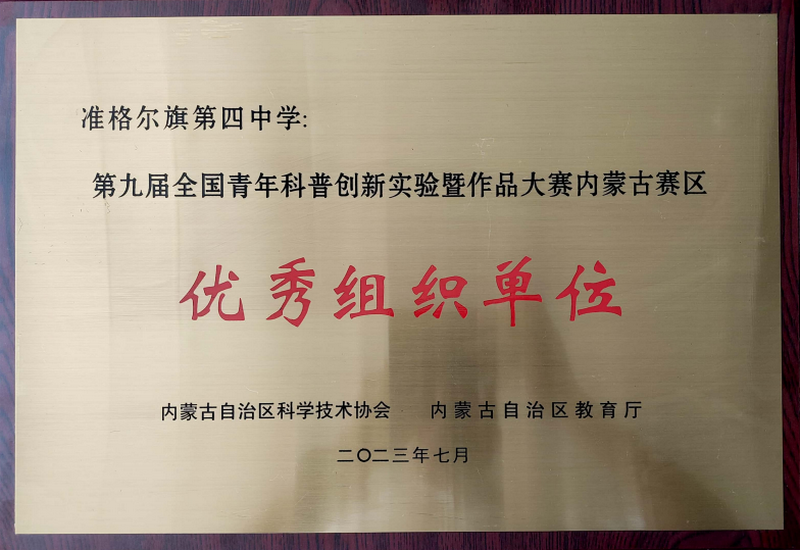 准格尔旗第四中学:
第九届全国青年科普创新实验暨作品大赛内蒙古赛区
优秀组织单位
内蒙古自治区科学技术协会 内蒙古自治区教育厅
二〇二三年七月